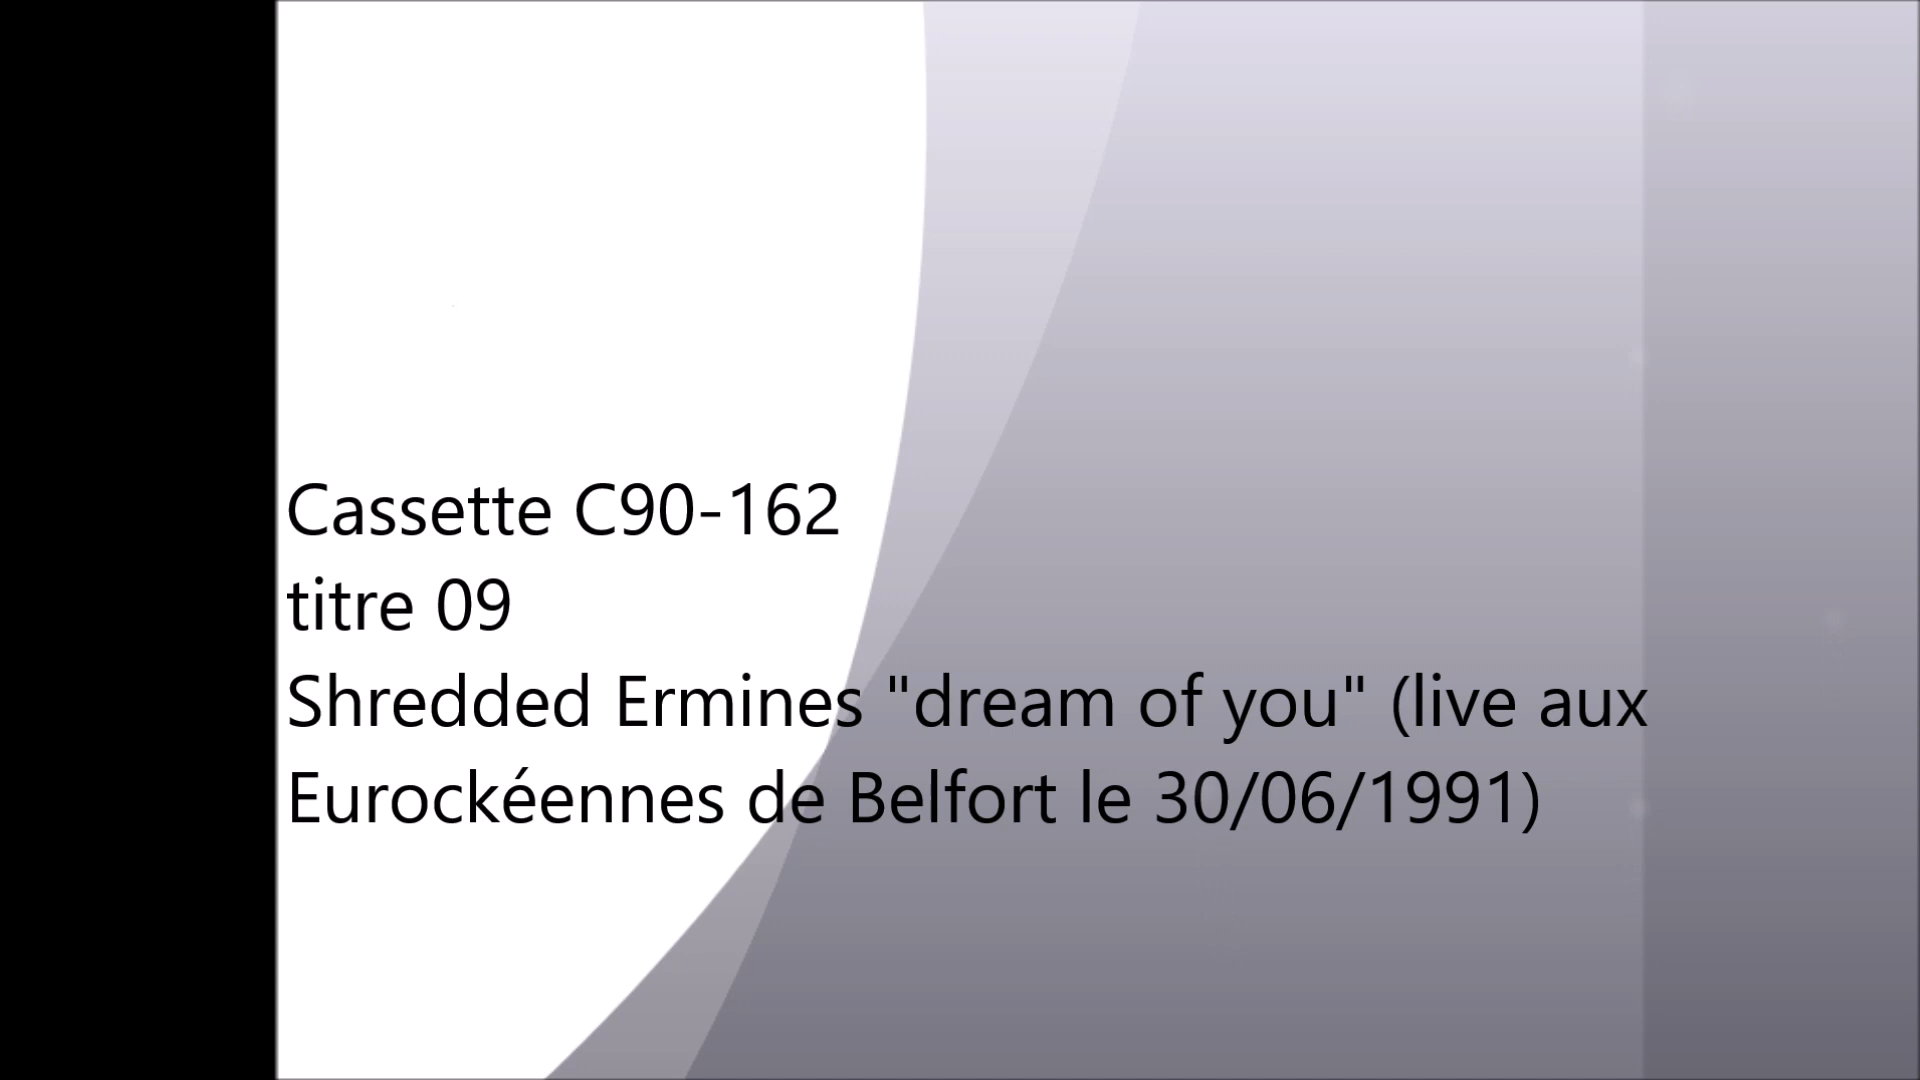 Cassette C90-162
titre 09
Shredded Ermines "dream of you" (live aux
Eurockéennes de Belfort le 30/06/1991)